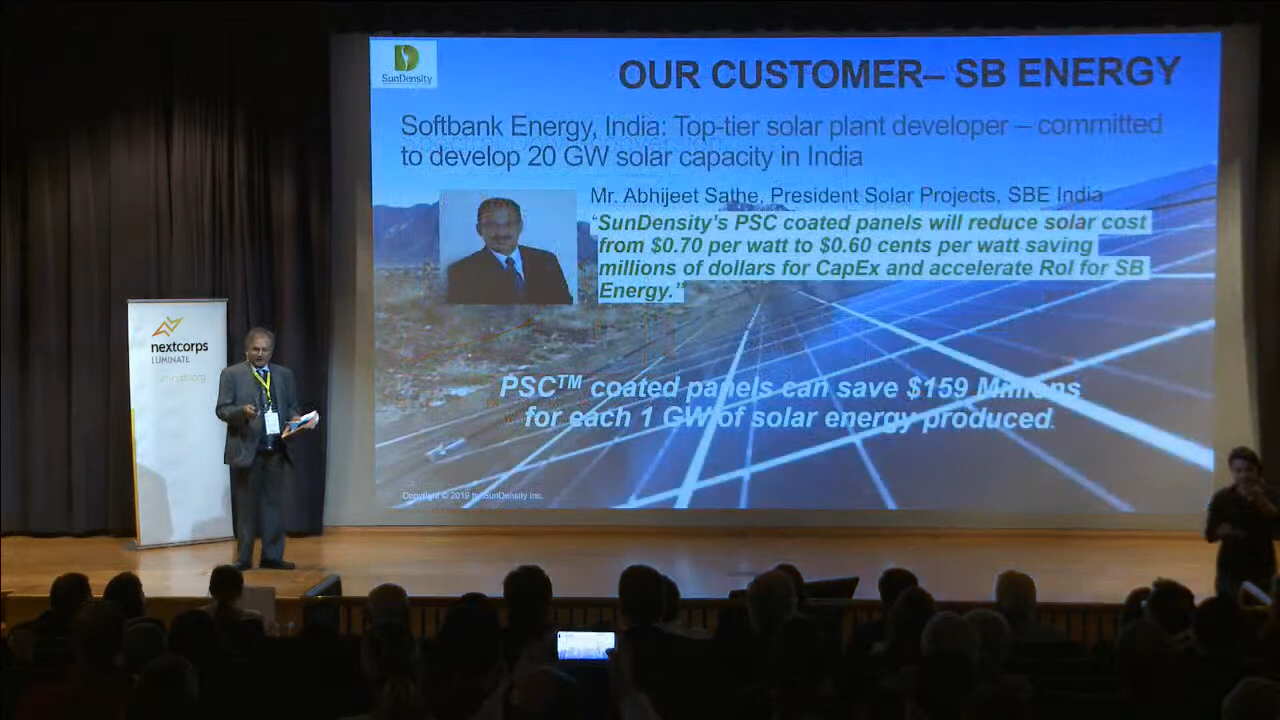 SunDensity
OUR CUSTOMER– SB ENERGY
Softbank Energy, India: Top-tier solar plant developer – committed
to develop 20 GW solar capacity in India
Mr. Abhijeet Sathe, President Solar Projects, SBE India
“SunDensity's PSC coated panels will reduce solar cost
from $0.70 per watt to $0.60 cents per watt saving
millions of dollars for CapEx and accelerate RoI for SB
Energy.”
PSC™ coated panels can save $159 Millions
for each 1 GW of solar energy produced.
Copyright © 2019 by SunDensity Inc.
nextcorps
LUMINATE